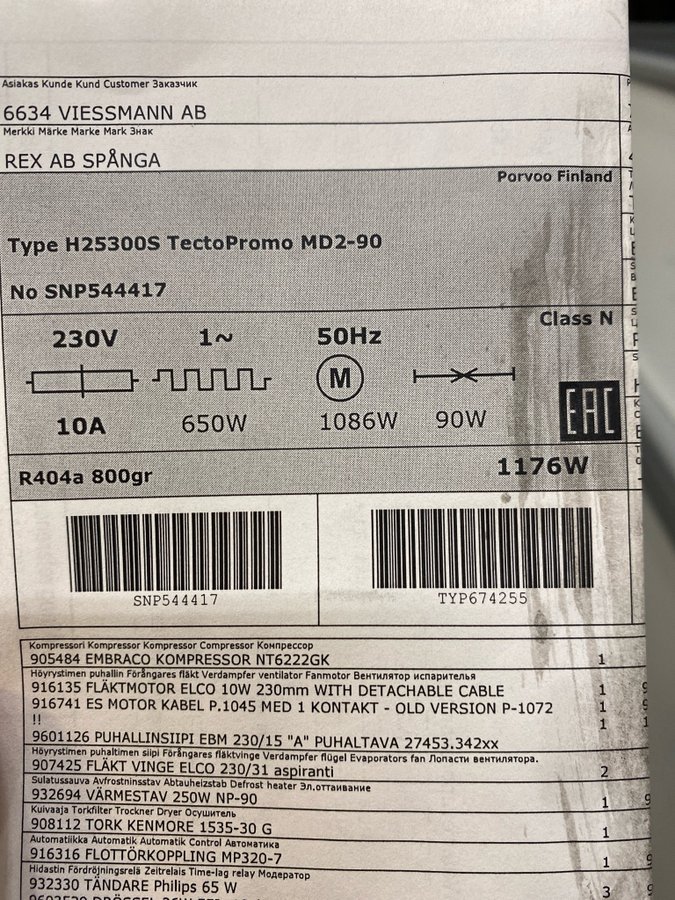 Asiakas Kunde Kund Customer Заказчик
6634 VIESSMANN AB
Merkki Märke Marke Mark Знак
REX AB SPÅNGA
Porvoo Finland
Type H25300S TectoPromo MD2-90
No SNP544417
Class N
230V 1~ 50Hz
M
EAC
10A 650W 1086W 90W
R404a 800gr 1176W
SNP544417 TYP674255
Kompressori Kompressor Kompressor Compressor Компрессор
905484 EMBRACO KOMPRESSOR NT6222GK 1
Höyrystimen puhallin Förångares fläkt Verdampfer ventilator Fanmotor Вентилятор испарителья
916135 FLÄKTMOTOR ELCO 10W 230mm WITH DETACHABLE CABLE 1
916741 ES MOTOR KABEL P.1045 MED 1 KONTAKT - OLD VERSION P-1072 1
!! 1
9601126 PUHALLINSIIPI EBM 230/15 "A" PUHALTAVA 27453.342xx
Höyrystimen puhaltimen siipi Förångares fläktvinge Verdampfer flügel Evaporators fan Лопасти вентилятора.
907425 FLÄKT VINGE ELCO 230/31 aspiranti 2
Sulatussauva Avfrostninsstav Abtauheizstab Defrost heater Эл.оттаивание
932694 VÄRMESTAV 250W NP-90 1
Kuivaaja Torkfilter Trockner Dryer Осушитель
908112 TORK KENMORE 1535-30 G 1
Automatiikka Automatik Automatik Control Автоматика
916316 FLOTTÖRKOPPLING MP320-7 1
Hidastin Fördröjningsrelä Zeitrelais Time-lag relay Модератор
932330 TÄNDARE Philips 65 W 3